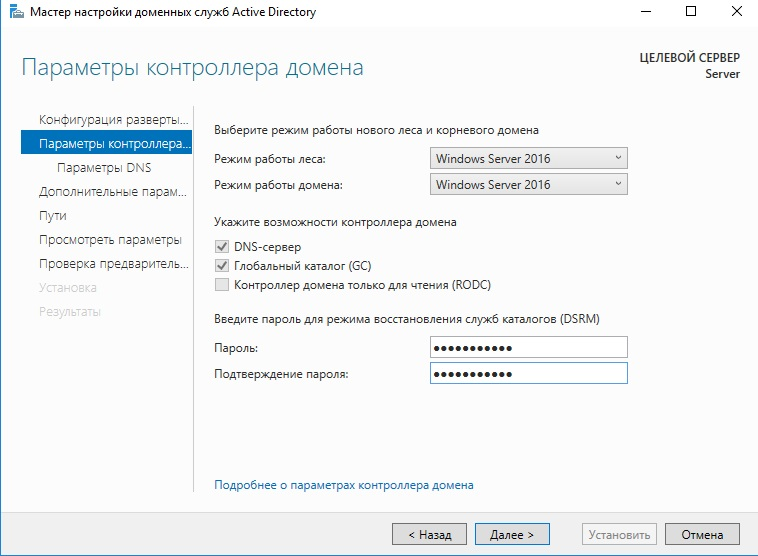 Мастер настройки доменных служб Active Directory
Параметры контроллера домена
ЦЕЛЕВОЙ СЕРВЕР
Server
Конфигурация разверты...
Параметры контроллера...
Параметры DNS
Дополнительные парам...
Пути
Просмотреть параметры
Проверка предваритель...
Установка
Результаты
Выберите режим работы нового леса и корневого домена
Режим работы леса: Windows Server 2016
Режим работы домена: Windows Server 2016
Укажите возможности контроллера домена
DNS-сервер
Глобальный каталог (GC)
Контроллер домена только для чтения (RODC)
Введите пароль для режима восстановления служб каталогов (DSRM)
Пароль: ●●●●●●●●●●●
Подтверждение пароля: ●●●●●●●●●●●
Подробнее о параметрах контроллера домена
< Назад Далее > Установить Отмена